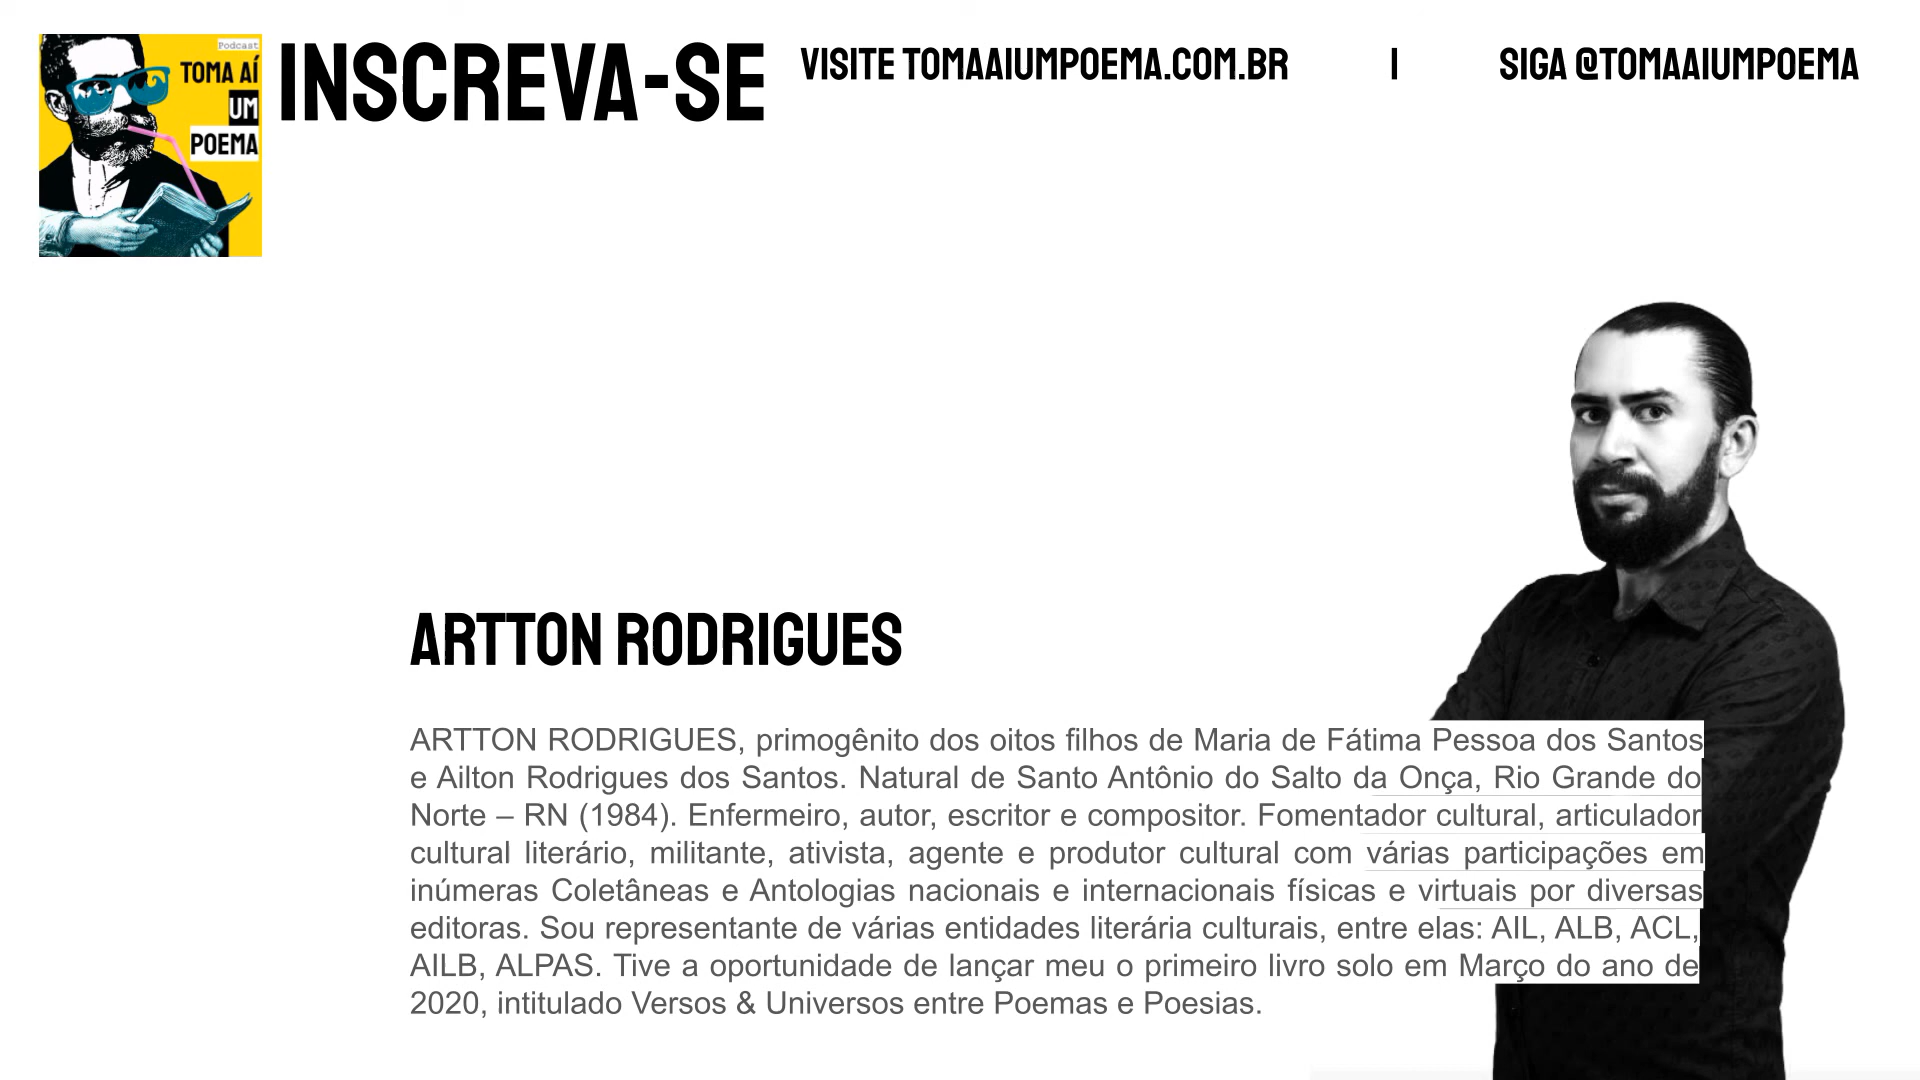 Podcast
TOMA AÍ
UM
POEMA
INSCREVA-SE
VISITE TOMAAIUMPOEMA.COM.BR | SIGA @TOMAAIUMPOEMA
ARTTON RODRIGUES
ARTTON RODRIGUES, primogênito dos oitos filhos de Maria de Fátima Pessoa dos Santos
e Ailton Rodrigues dos Santos. Natural de Santo Antônio do Salto da Onça, Rio Grande do
Norte – RN (1984). Enfermeiro, autor, escritor e compositor. Fomentador cultural, articulador
cultural literário, militante, ativista, agente e produtor cultural com várias participações em
inúmeras Coletâneas e Antologias nacionais e internacionais físicas e virtuais por diversas
editoras. Sou representante de várias entidades literária culturais, entre elas: AIL, ALB, ACL,
AILB, ALPAS. Tive a oportunidade de lançar meu o primeiro livro solo em Março do ano de
2020, intitulado Versos & Universos entre Poemas e Poesias.